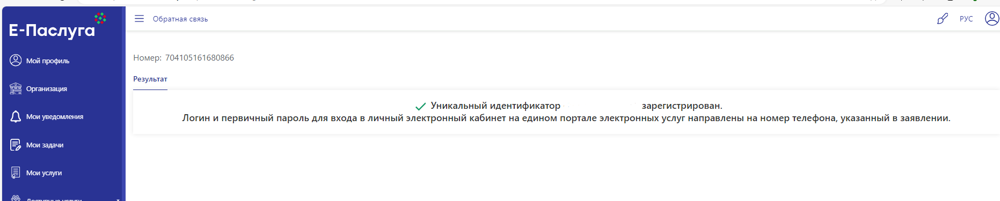 Е-Паслуга
Обратная связь
РУС
Мой профиль
Организация
Мои уведомления
Мои задачи
Мои услуги
Доступные услуги
Номер: 704105161680866
Результат
Уникальный идентификатор зарегистрирован.
Логин и первичный пароль для входа в личный электронный кабинет на едином портале электронных услуг направлены на номер телефона, указанный в заявлении.